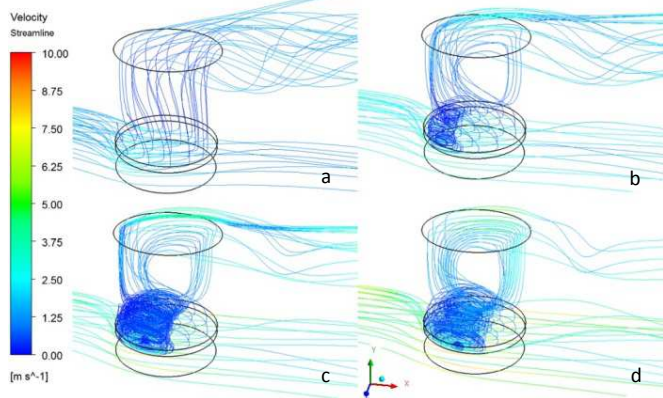 Velocity
Streamline
10.00
8.75
7.50
6.25
5.00
3.75
2.50
1.25
0.00
[m s^-1]
a
b
c
d
Y
X